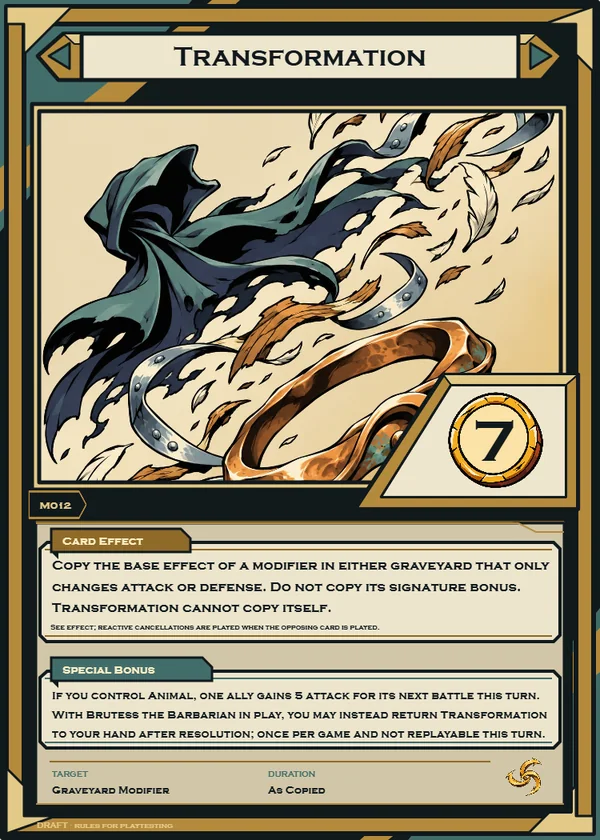 Transformation
7
M012
Card Effect
Copy the base effect of a modifier in either graveyard that only
changes attack or defense. Do not copy its signature bonus.
Transformation cannot copy itself.
See effect; reactive cancellations are played when the opposing card is played.
Special Bonus
If you control Animal, one ally gains 5 attack for its next battle this turn.
With Brutess the Barbarian in play, you may instead return Transformation
to your hand after resolution; once per game and not replayable this turn.
Target
Duration
Graveyard Modifier
As Copied
DRAFT · Rules for playtesting